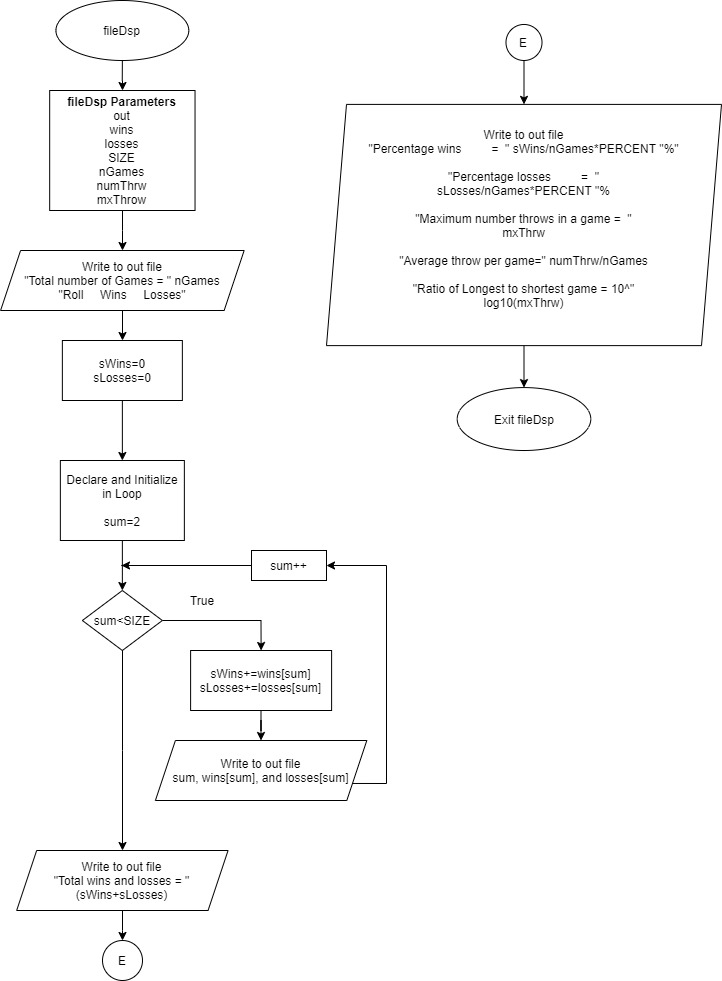 fileDsp
fileDsp Parameters
out
wins
losses
SIZE
nGames
numThrw
mxThrow
Write to out file
"Total number of Games = " nGames
"Roll Wins Losses"
sWins=0
sLosses=0
Declare and Initialize
in Loop
sum=2
sum++
sum<SIZE
True
sWins+=wins[sum]
sLosses+=losses[sum]
Write to out file
sum, wins[sum], and losses[sum]
Write to out file
"Total wins and losses = "
(sWins+sLosses)
E
E
Write to out file
"Percentage wins = " sWins/nGames*PERCENT "%"
"Percentage losses = "
sLosses/nGames*PERCENT "%
"Maximum number throws in a game = "
mxThrw
"Average throw per game=" numThrw/nGames
"Ratio of Longest to shortest game = 10^"
log10(mxThrw)
Exit fileDsp